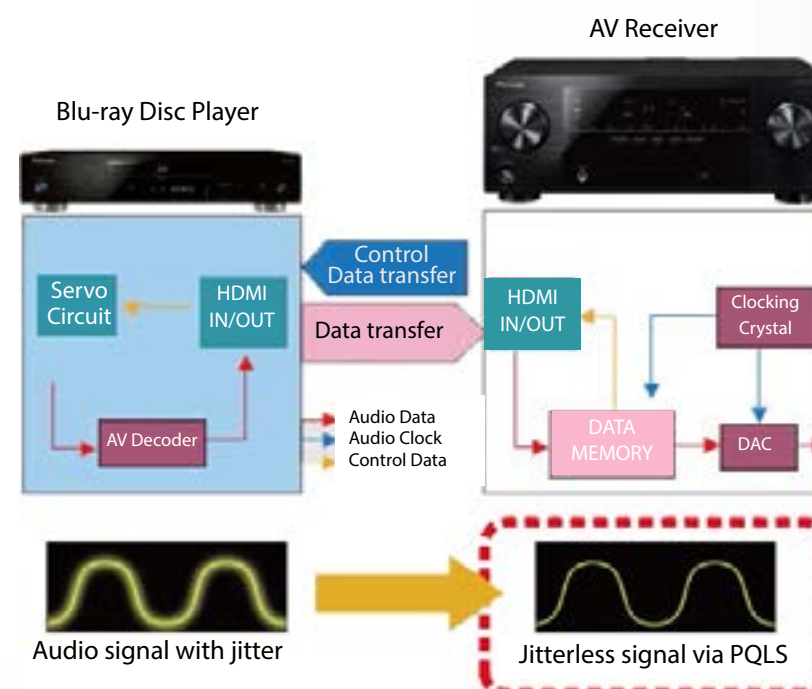 AV Receiver
Blu-ray Disc Player
Control
Data transfer
Servo
Circuit
HDMI
IN/OUT
Data transfer
HDMI
IN/OUT
Clocking
Crystal
AV Decoder
Audio Data
Audio Clock
Control Data
DATA
MEMORY
DAC
Audio signal with jitter
Jitterless signal via PQLS